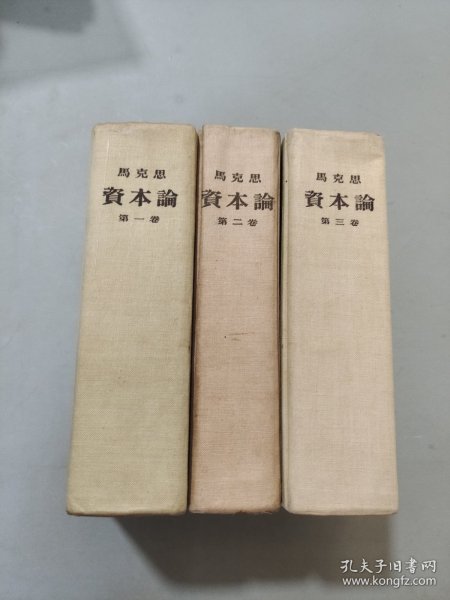 馬克思
資本論
第一卷
馬克思
資本論
第二卷
馬克思
資本論
第三卷
孔夫子旧书网
www.kongfz.com